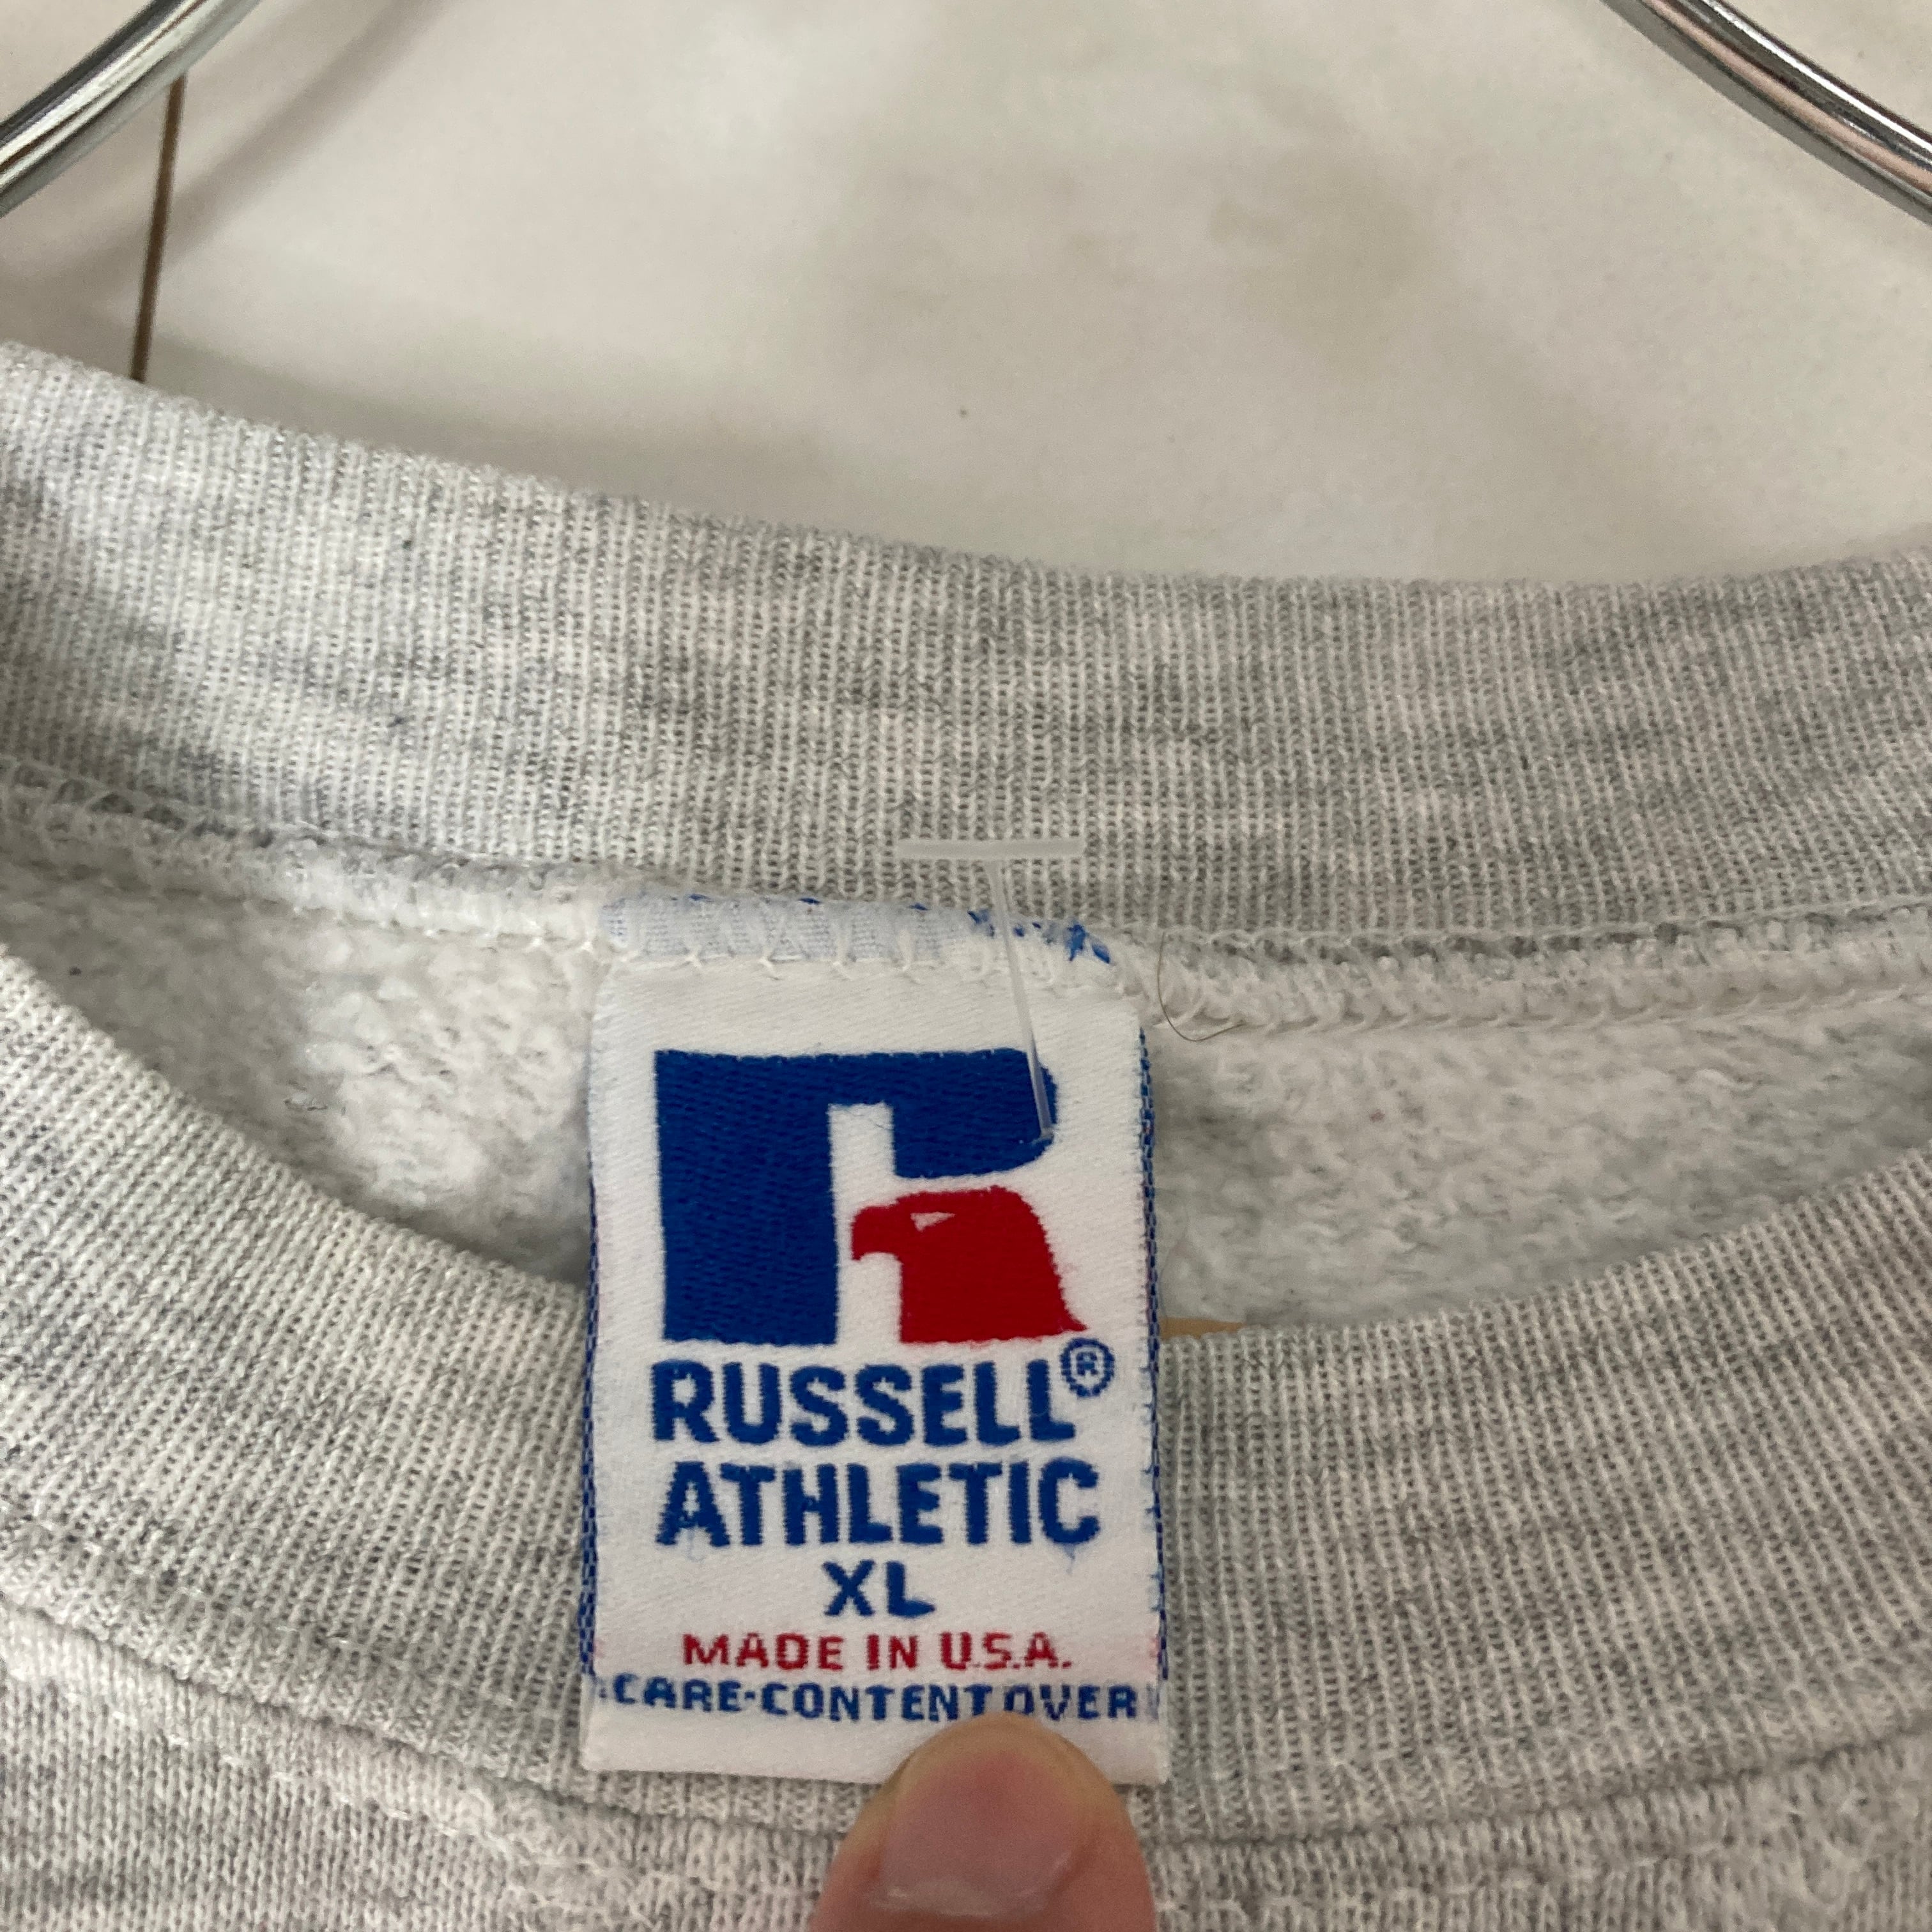 RUSSELL®
ATHLETIC
XL
MADE IN U.S.A.
CARE-CONTENT OVER